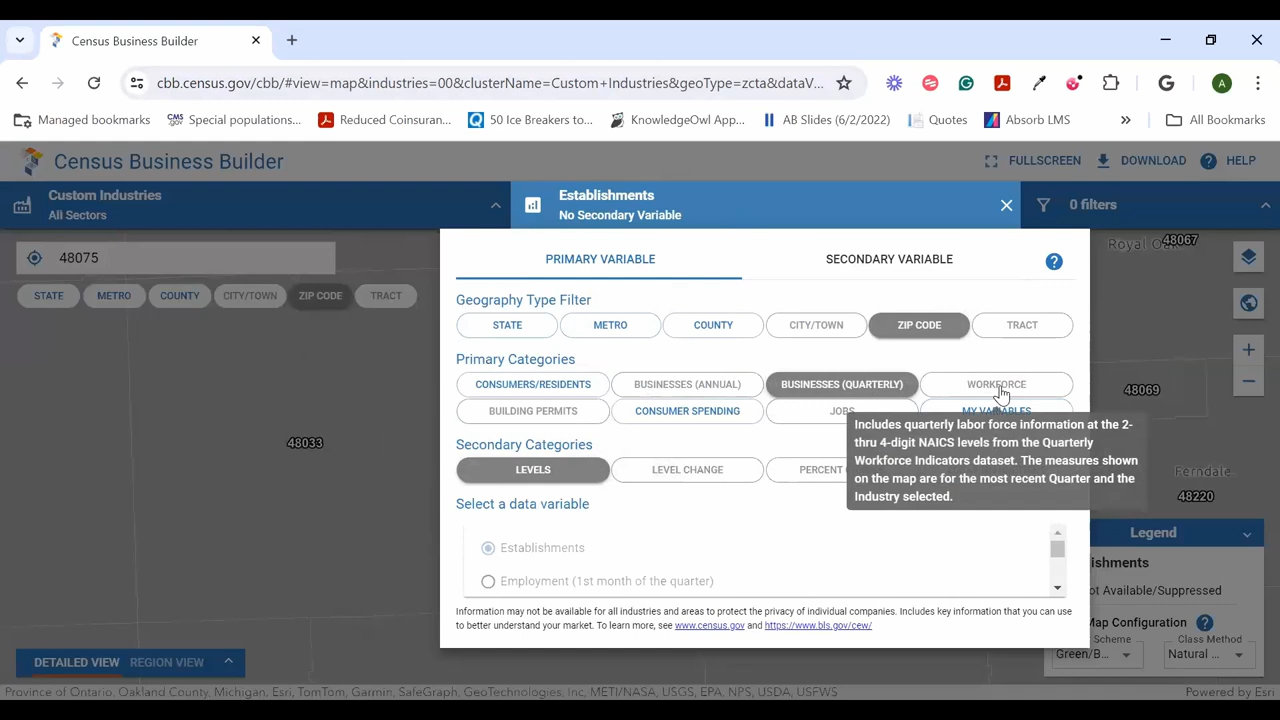 Census Business Builder
cbb.census.gov/cbb/#view=map&industries=00&clusterName=Custom+Industries&geoType=zcta&dataV...
A
Managed bookmarks
CMS Special populations...
Reduced Coinsuran...
50 Ice Breakers to...
KnowledgeOwl App...
AB Slides (6/2/2022)
Quotes
Absorb LMS
All Bookmarks
Census Business Builder
FULLSCREEN
DOWNLOAD
HELP
Custom Industries
All Sectors
Establishments
No Secondary Variable
0 filters
48075
STATE METRO COUNTY CITY/TOWN ZIP CODE TRACT
Royal Oak
48067
PRIMARY VARIABLE
SECONDARY VARIABLE
Geography Type Filter
STATE METRO COUNTY CITY/TOWN ZIP CODE TRACT
Primary Categories
CONSUMERS/RESIDENTS BUSINESSES (ANNUAL) BUSINESSES (QUARTERLY) WORKFORCE
BUILDING PERMITS CONSUMER SPENDING JOBS MY VARIABLES
Includes quarterly labor force information at the 2-
thru 4-digit NAICS levels from the Quarterly
Workforce Indicators dataset. The measures shown
on the map are for the most recent Quarter and the
Industry selected.
Secondary Categories
LEVELS LEVEL CHANGE PERCENT
Select a data variable
Establishments
Employment (1st month of the quarter)
Information may not be available for all industries and areas to protect the privacy of individual companies. Includes key information that you can use
to better understand your market. To learn more, see www.census.gov and https://www.bls.gov/cew/
48033
48069
Ferndale
48220
Legend
ishments
ot Available/Suppressed
Map Configuration
Scheme
Class Method
Green/B...
Natural ...
DETAILED VIEW REGION VIEW
Province of Ontario, Oakland County, Michigan, Esri, TomTom, Garmin, SafeGraph, GeoTechnologies, Inc, METI/NASA, USGS, EPA, NPS, USDA, USFWS
Powered by Esri